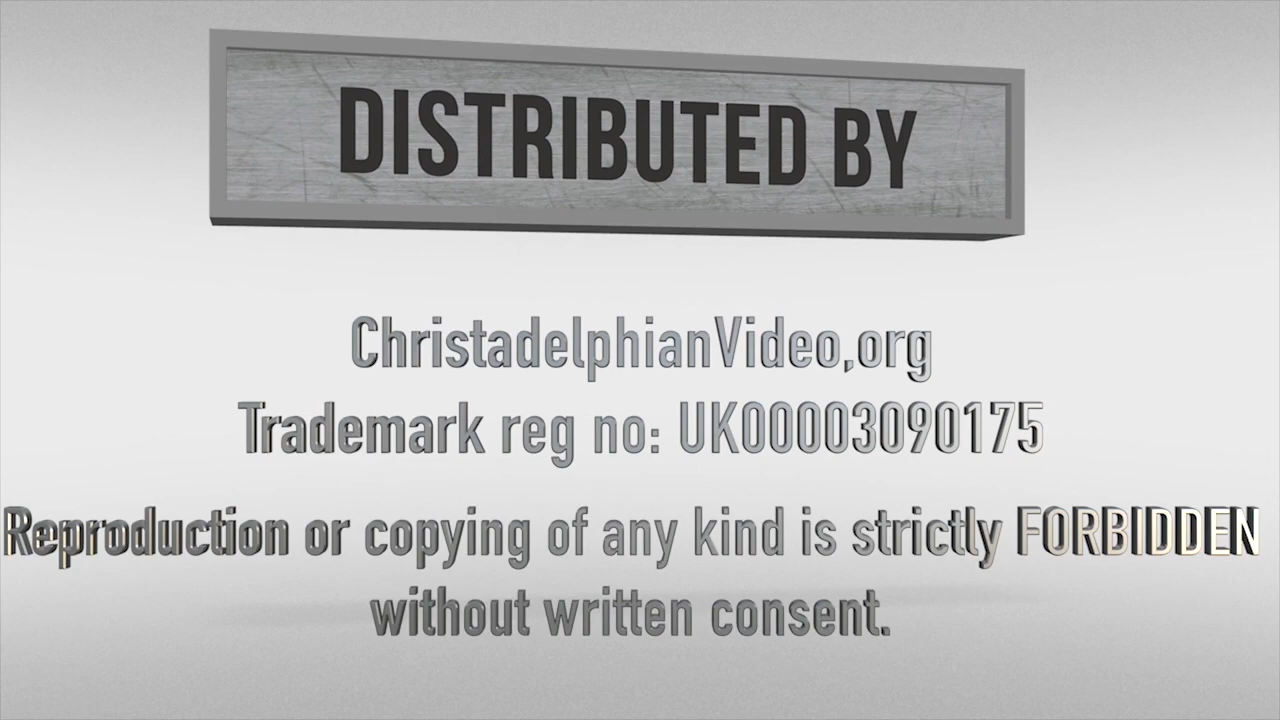 DISTRIBUTED BY
ChristadelphianVideo,org
Trademark reg no: UK00003090175
Reproduction or copying of any kind is strictly FORBIDDEN
without written consent.